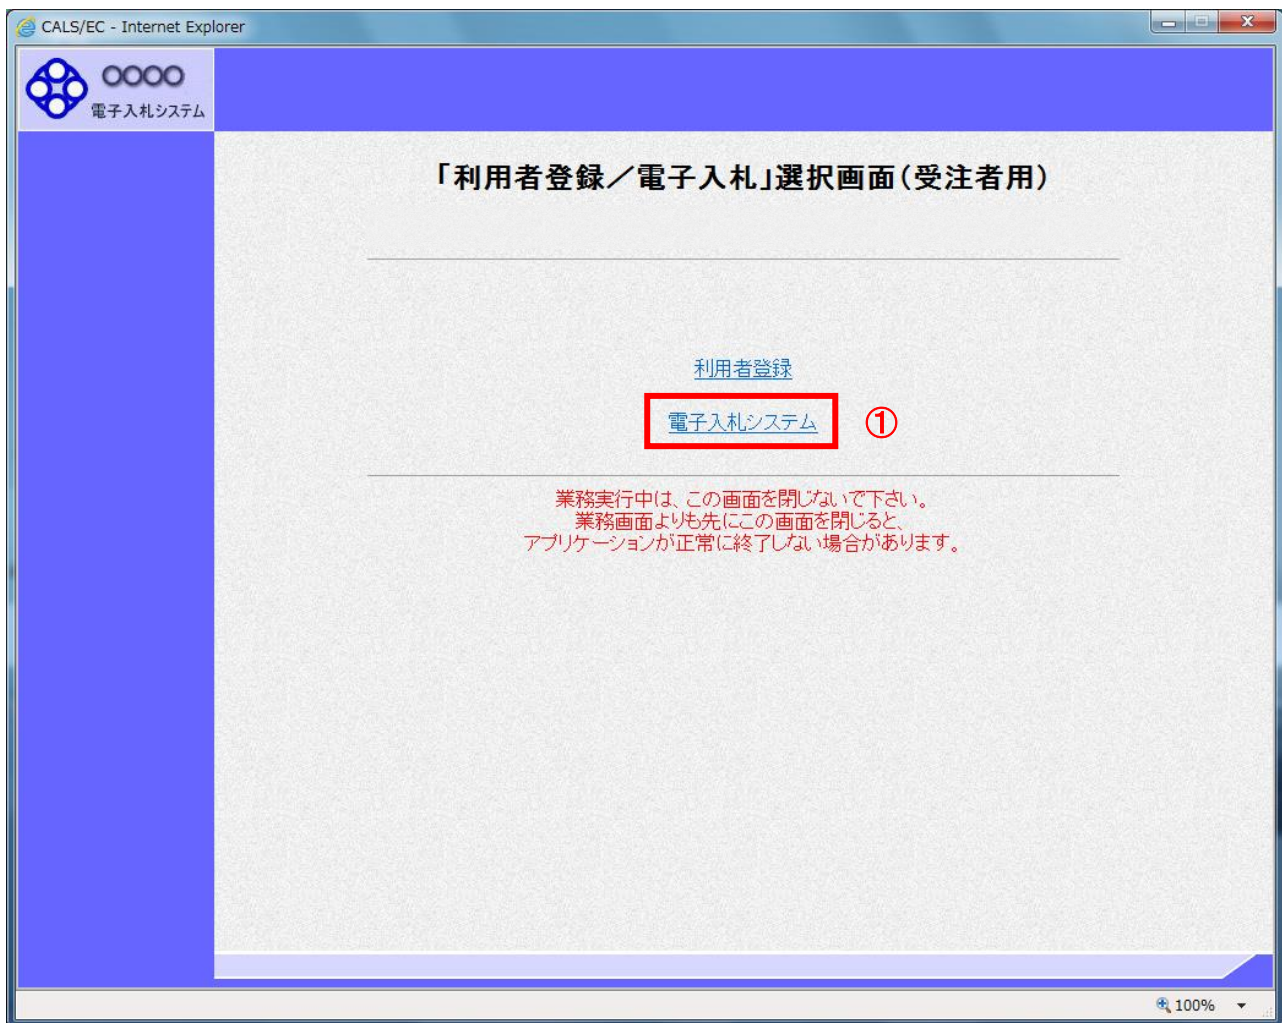 CALS/EC - Internet Explorer
〇〇〇〇
電子入札システム
「利用者登録／電子入札」選択画面（受注者用）
利用者登録
電子入札システム ①
業務実行中は、この画面を閉じないで下さい。
業務画面よりも先にこの画面を閉じると、
アプリケーションが正常に終了しない場合があります。
100%